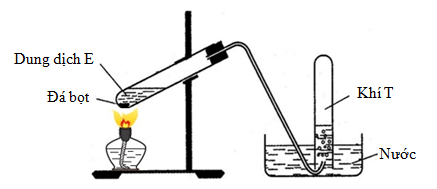 Dung dịch E
Đá bọt
Khí T
Nước